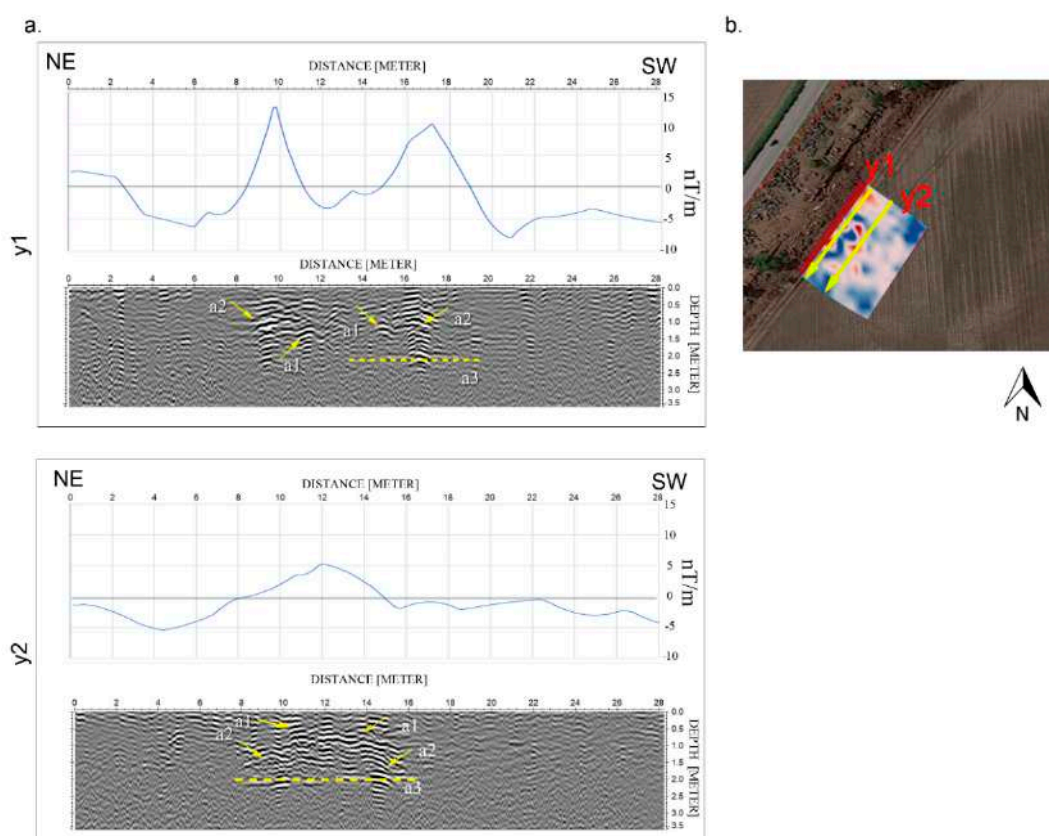 a.
b.
NE
DISTANCE [METER]
SW
0 2 4 6 8 10 12 14 16 18 20 22 24 26 28
15
10
5
0
-5
-10
nT/m
y1
DISTANCE [METER]
0 2 4 6 8 10 12 14 16 18 20 22 24 26 28
a2
a1
a1
a2
a3
0.0
0.5
1.0
1.5
2.0
2.5
3.0
3.5
DEPTH [METER]
y1
y2
N
NE
DISTANCE [METER]
SW
0 2 4 6 8 10 12 14 16 18 20 22 24 26 28
15
10
5
0
-5
-10
nT/m
y2
DISTANCE [METER]
0 2 4 6 8 10 12 14 16 18 20 22 24 26 28
a1
a1
a2
a2
a3
0.0
0.5
1.0
1.5
2.0
2.5
3.0
3.5
DEPTH [METER]